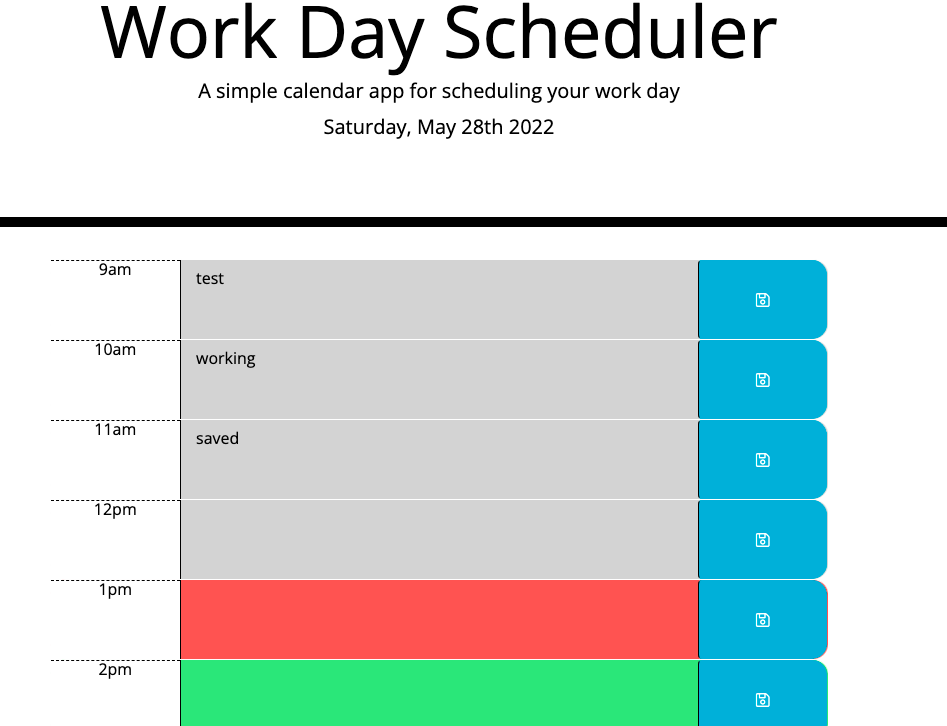 Work Day Scheduler
A simple calendar app for scheduling your work day
Saturday, May 28th 2022
9am
test
10am
working
11am
saved
12pm
1pm
2pm